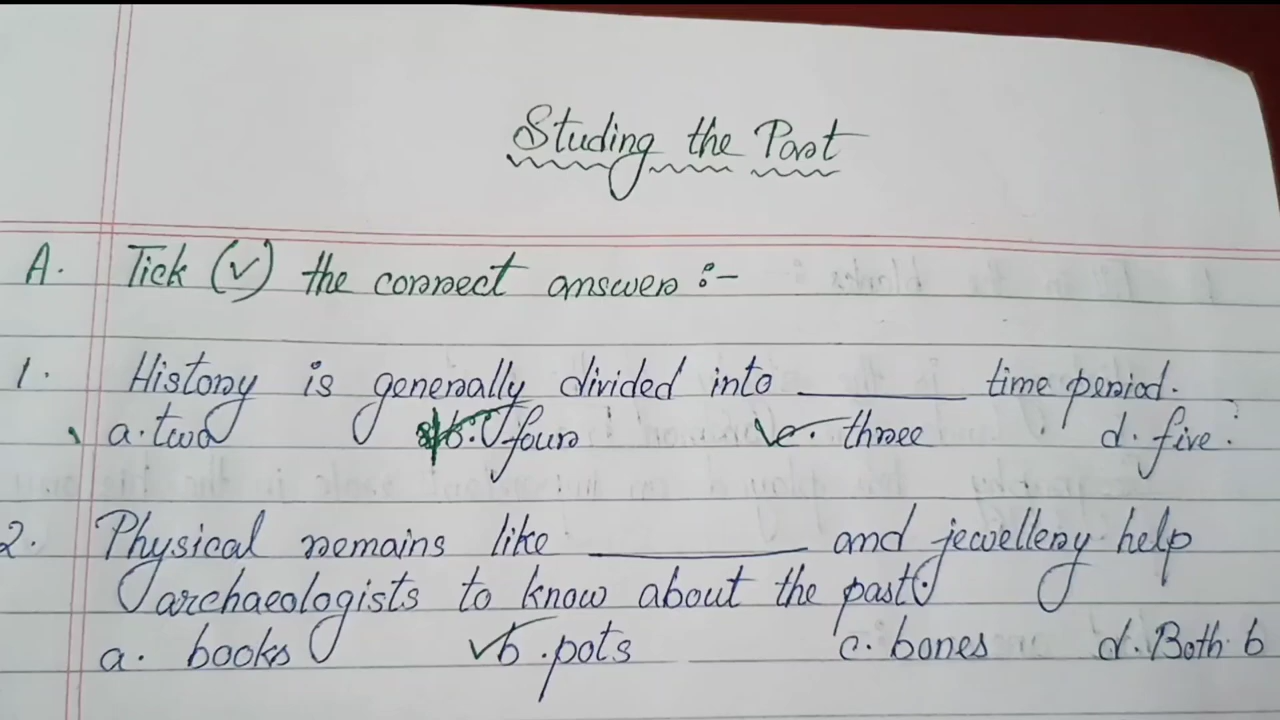 Studing the Past
A. Tick (✓) the correct answer :-
1. History is generally divided into ________ time period.
a. two b. four ✓c. three d. five.
2. Physical remains like ________ and jewellery help
archaeologists to know about the past.
a. books ✓b. pots c. bones d. Both b